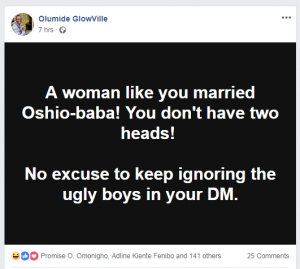 Olumide GlowVille
7 hrs ·
A woman like you married
Oshio-baba! You don't have two
heads!
No excuse to keep ignoring the
ugly boys in your DM.
Promise O. Omonigho, Adline Kiente Fenibo and 141 others 25 Comments